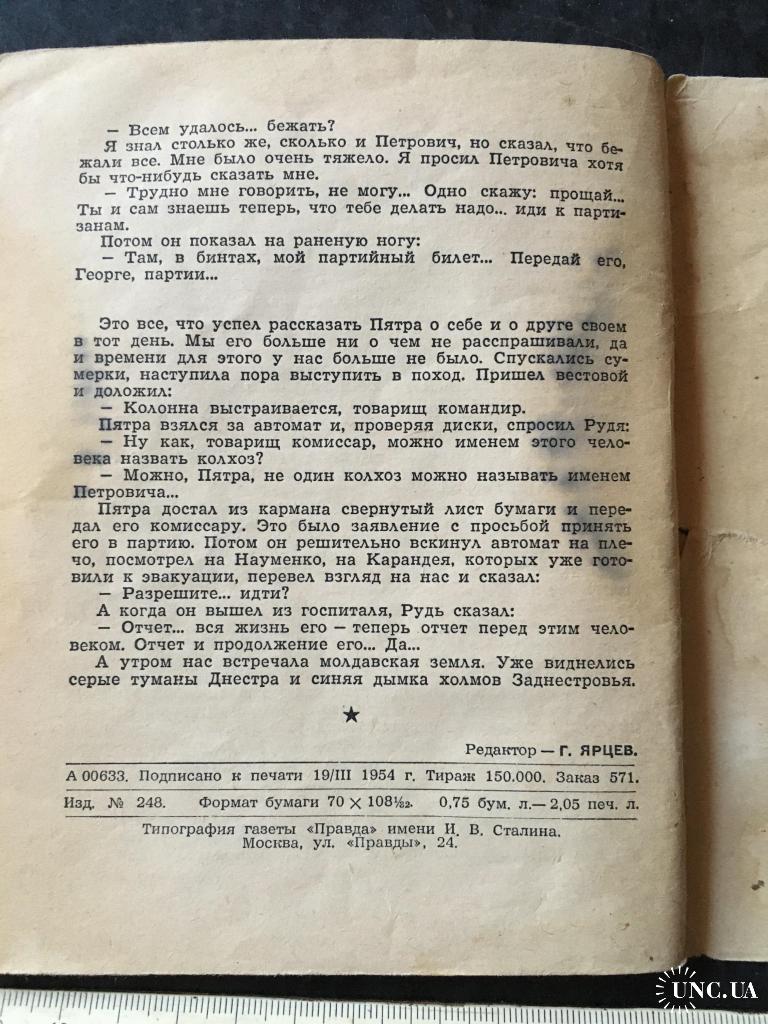 — Всем удалось... бежать?
Я знал столько же, сколько и Петрович, но сказал, что бе-
жали все. Мне было очень тяжело. Я просил Петровича хотя
бы что-нибудь сказать мне.
— Трудно мне говорить, не могу... Одно скажу: прощай...
Ты и сам знаешь теперь, что тебе делать надо... иди к парти-
занам.
Потом он показал на раненую ногу:
— Там, в бинтах, мой партийный билет... Передай его,
Георге, партии...
Это все, что успел рассказать Пятра о себе и о друге своем
в тот день. Мы его больше ни о чем не расспрашивали, да
и времени для этого у нас больше не было. Спускались су-
мерки, наступила пора выступить в поход. Пришел вестовой
и доложил:
— Колонна выстраивается, товарищ командир.
Пятра взялся за автомат и, проверяя диски, спросил Рудя:
— Ну как, товарищ комиссар, можно именем этого чело-
века назвать колхоз?
— Можно, Пятра, не один колхоз можно называть именем
Петровича...
Пятра достал из кармана свернутый лист бумаги и пере-
дал его комиссару. Это было заявление с просьбой принять
его в партию. Потом он решительно вскинул автомат на пле-
чо, посмотрел на Науменко, на Карандея, которых уже гото-
вили к эвакуации, перевел взгляд на нас и сказал:
— Разрешите... идти?
А когда он вышел из госпиталя, Рудь сказал:
— Отчет... вся жизнь его — теперь отчет перед этим чело-
веком. Отчет и продолжение его... Да...
А утром нас встречала молдавская земля. Уже виднелись
серые туманы Днестра и синяя дымка холмов Заднестровья.
★
Редактор — Г. ЯРЦЕВ.
А 00633. Подписано к печати 19/III 1954 г. Тираж 150.000. Заказ 571.
Изд. № 248. Формат бумаги 70 × 108¹/₃₂. 0,75 бум. л.— 2,05 печ. л.
Типография газеты «Правда» имени И. В. Сталина.
Москва, ул. «Правды», 24.
UNC.UA